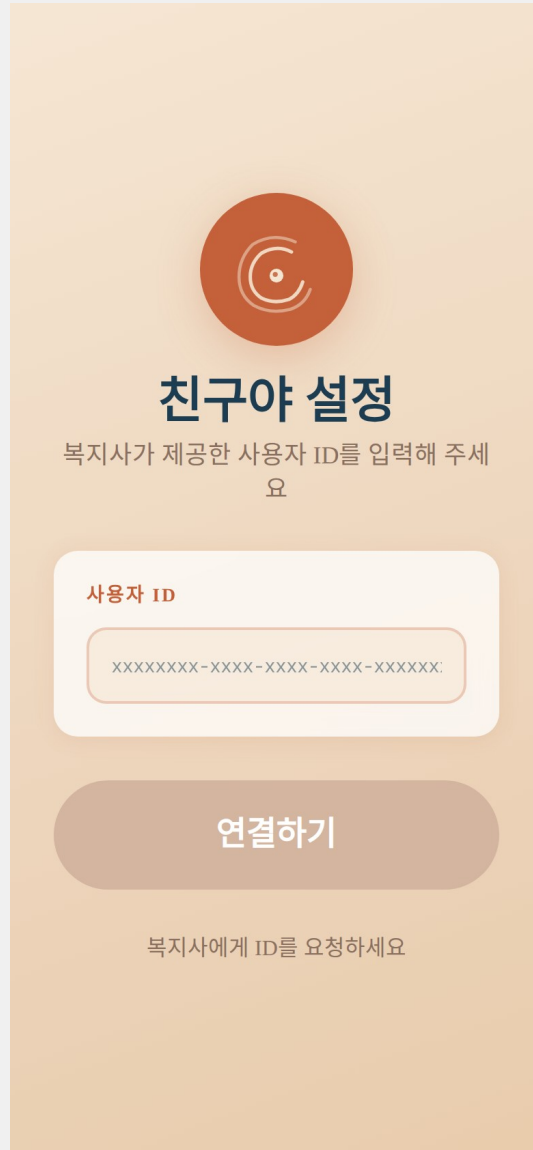 친구야 설정
복지사가 제공한 사용자 ID를 입력해 주세
요
사용자 ID
xxxxxxxx-xxxx-xxxx-xxxx-xxxxxx
연결하기
복지사에게 ID를 요청하세요